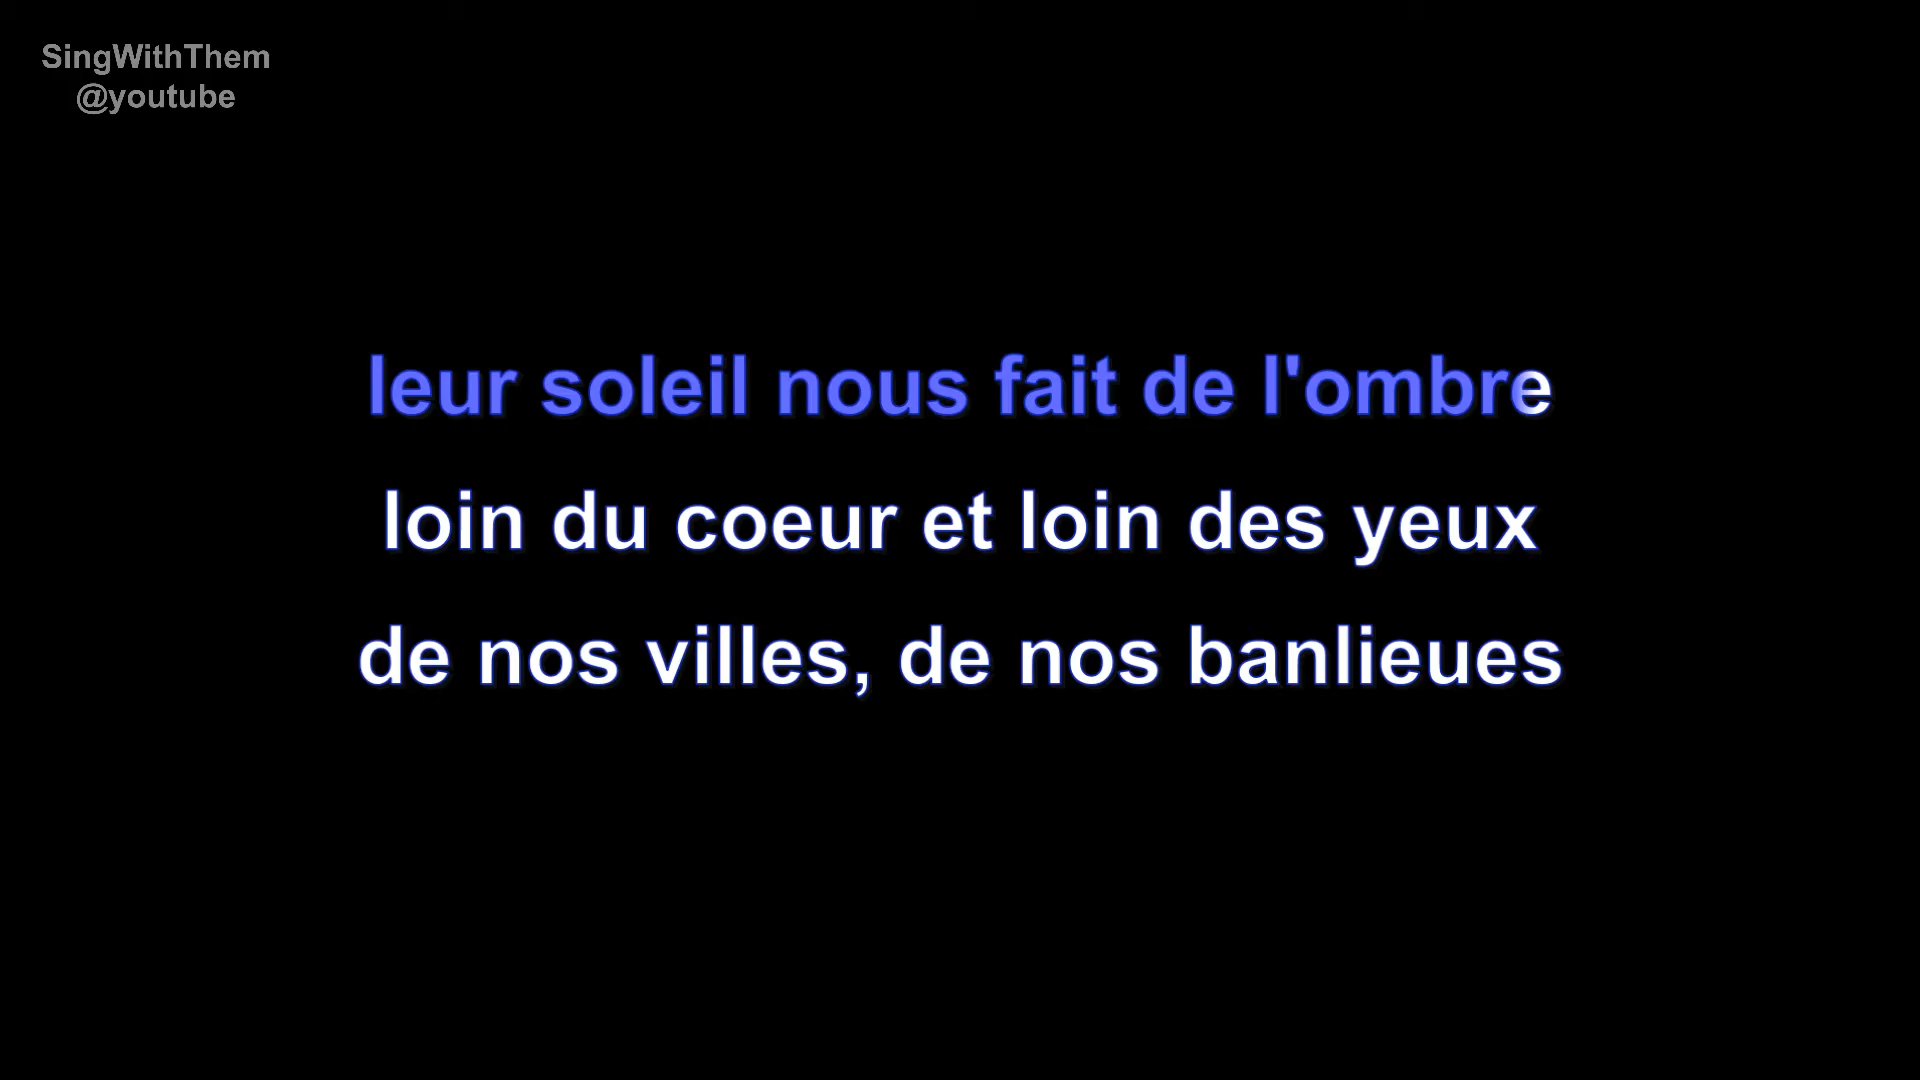 SingWithThem
@youtube
leur soleil nous fait de l'ombre
loin du coeur et loin des yeux
de nos villes, de nos banlieues